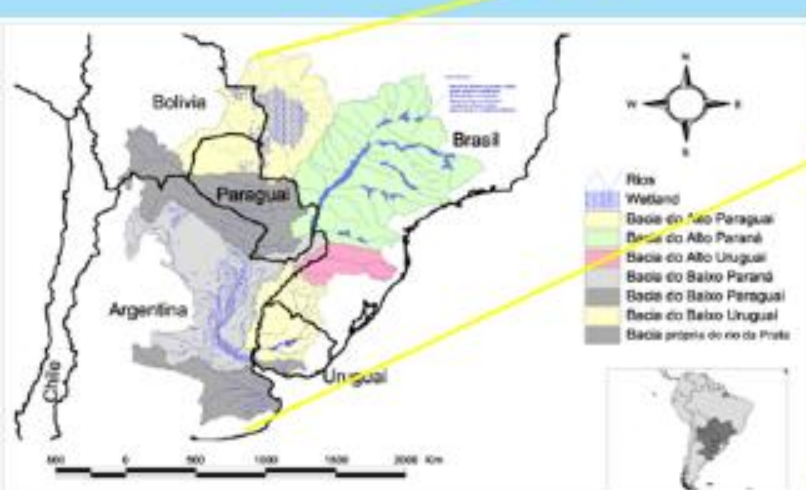 Bolívia
Brasil
Paraguai
Argentina
Chile
Uruguai
N
W
E
S
Rios
Wetland
Bacia do Alto Paraguai
Bacia do Alto Paraná
Bacia do Alto Uruguai
Bacia do Baixo Paraná
Bacia do Baixo Paraguai
Bacia do Baixo Uruguai
Bacia própria do rio da Prata
500 0 500 1000 1500 2000 Km